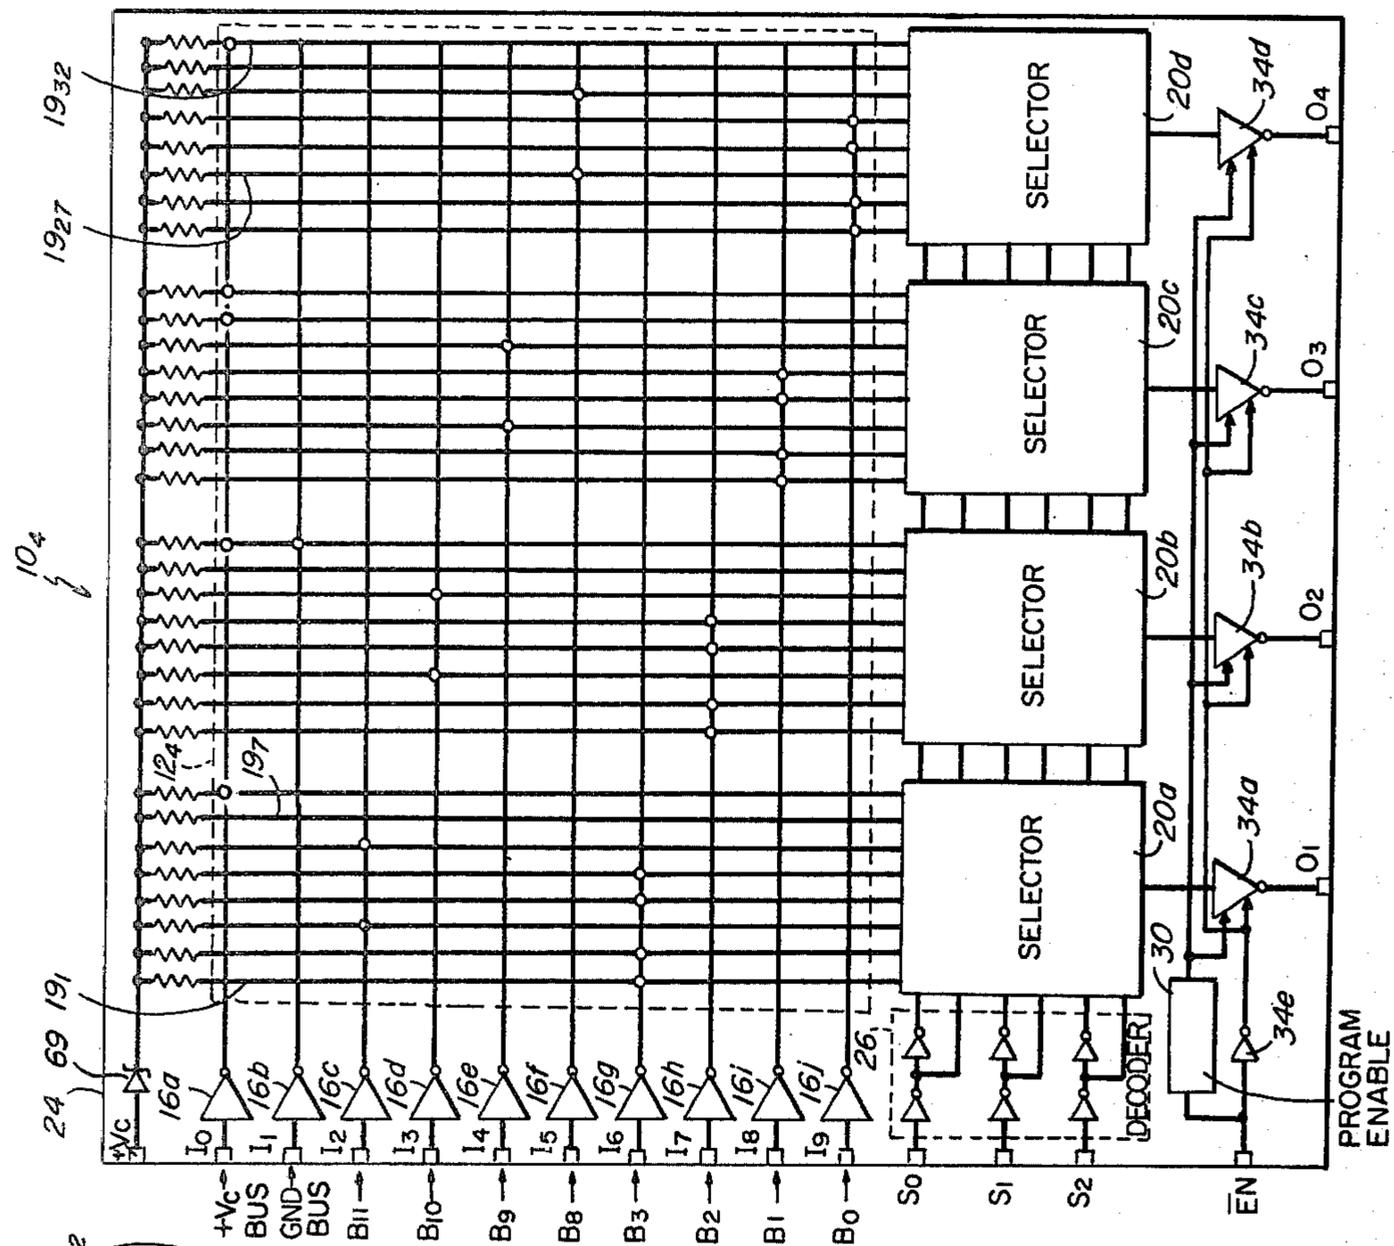 10₄
24
69
19₁
12₄
19₇
19₂₇
19₃₂
+Vc
+Vc BUS
I₀
16a
GND BUS
I₁
16b
B₁₁
I₂
16c
B₁₀
I₃
16d
B₉
I₄
16e
B₈
I₅
16f
B₃
I₆
16g
B₂
I₇
16h
B₁
I₈
16i
B₀
I₉
16j
26
DECODER
S₀
S₁
S₂
SELECTOR
20a
SELECTOR
20b
SELECTOR
20c
SELECTOR
20d
30
34a
34b
34c
34d
34e
E̅N̅
O₁
O₂
O₃
O₄
PROGRAM
ENABLE
2